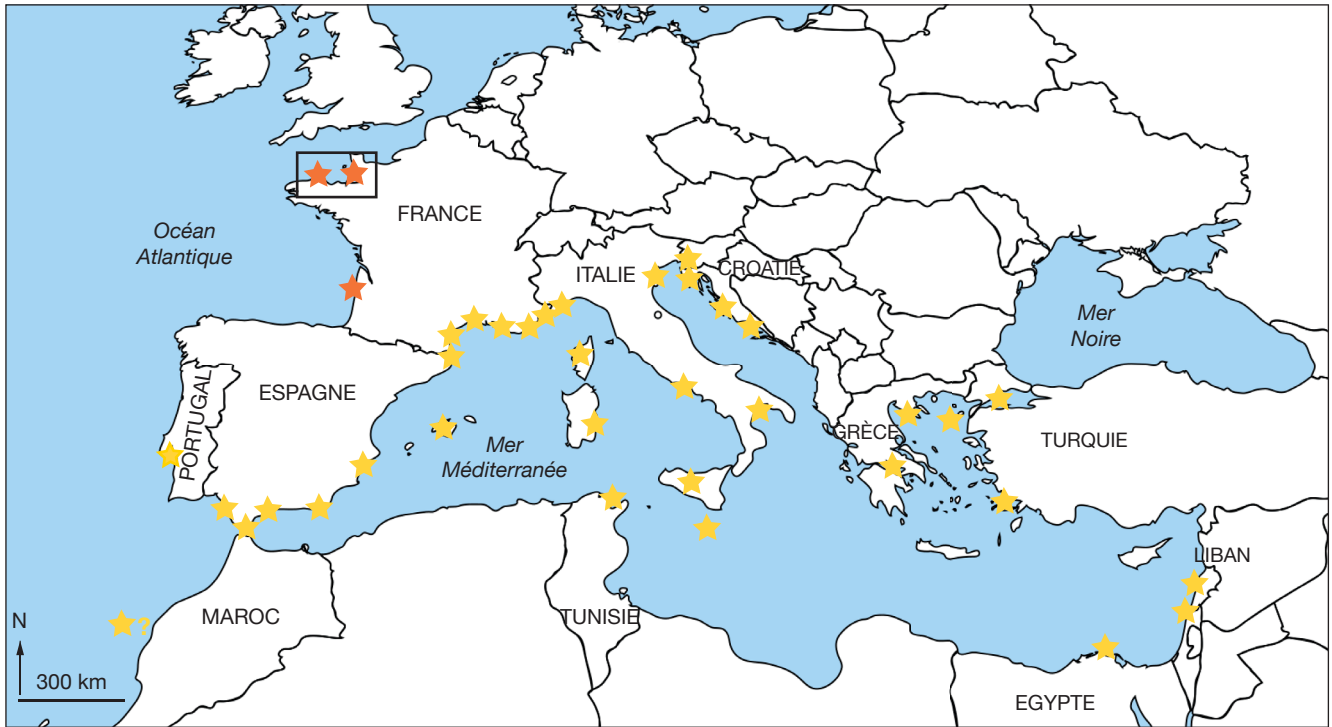 FRANCE
Océan
Atlantique
ITALIE
CROATIE
Mer
Noire
ESPAGNE
PORTUGAL
Mer
Méditerranée
GRÈCE
TURQUIE
LIBAN
MAROC
?
TUNISIE
N
300 km
EGYPTE